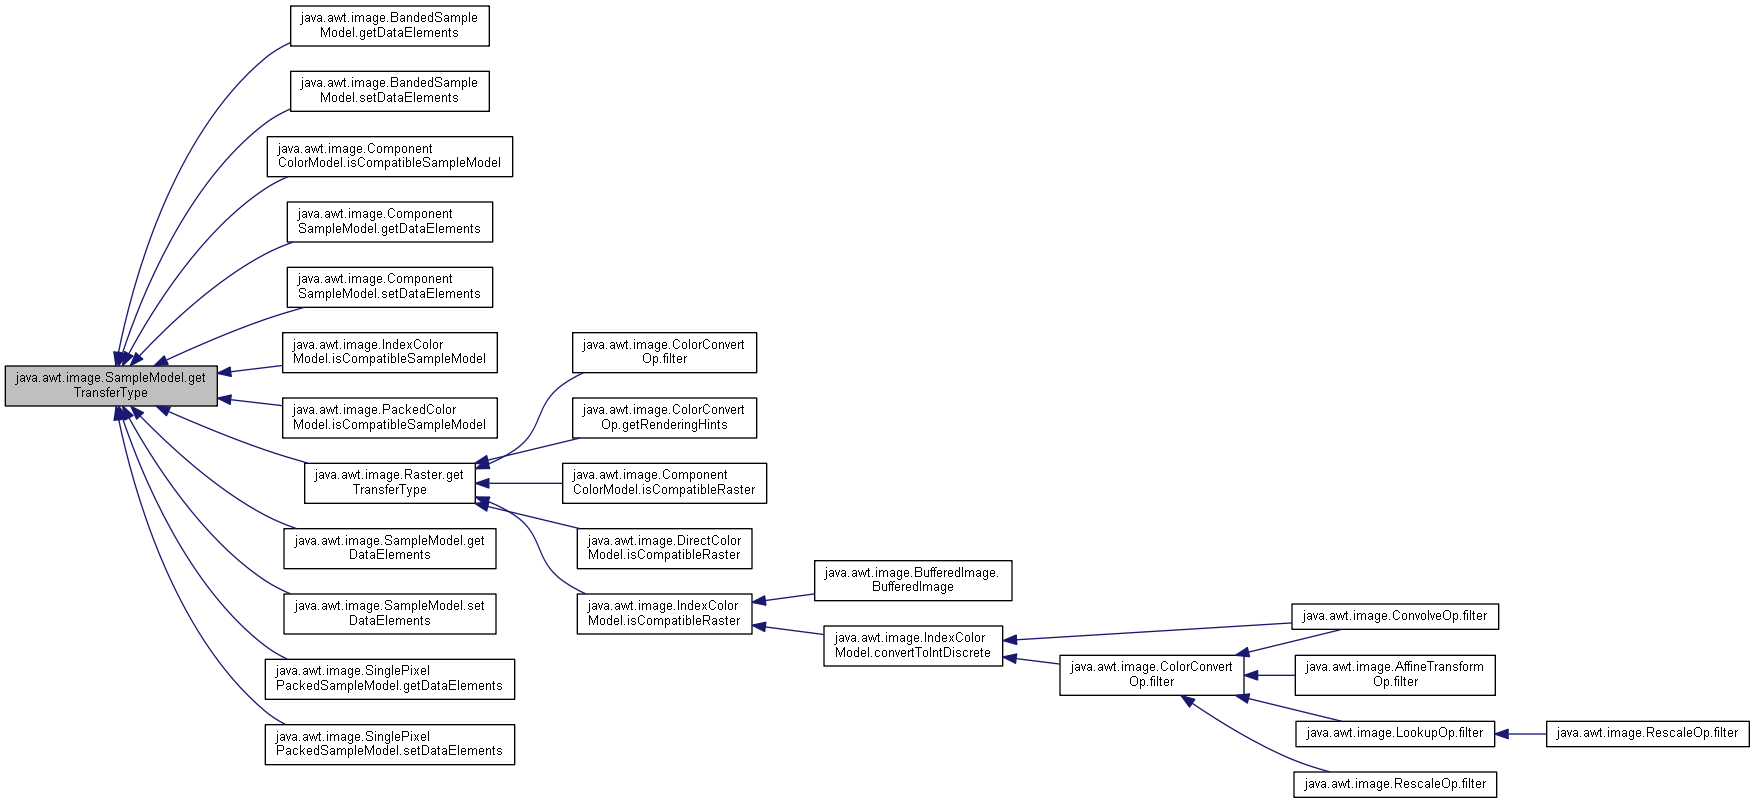 java.awt.image.SampleModel.get
TransferType
java.awt.image.BandedSample
Model.getDataElements
java.awt.image.BandedSample
Model.setDataElements
java.awt.image.Component
ColorModel.isCompatibleSampleModel
java.awt.image.Component
SampleModel.getDataElements
java.awt.image.Component
SampleModel.setDataElements
java.awt.image.IndexColor
Model.isCompatibleSampleModel
java.awt.image.PackedColor
Model.isCompatibleSampleModel
java.awt.image.Raster.get
TransferType
java.awt.image.SampleModel.get
DataElements
java.awt.image.SampleModel.set
DataElements
java.awt.image.SinglePixel
PackedSampleModel.getDataElements
java.awt.image.SinglePixel
PackedSampleModel.setDataElements
java.awt.image.ColorConvert
Op.filter
java.awt.image.ColorConvert
Op.getRenderingHints
java.awt.image.Component
ColorModel.isCompatibleRaster
java.awt.image.DirectColor
Model.isCompatibleRaster
java.awt.image.IndexColor
Model.isCompatibleRaster
java.awt.image.BufferedImage.
BufferedImage
java.awt.image.IndexColor
Model.convertToIntDiscrete
java.awt.image.ColorConvert
Op.filter
java.awt.image.ConvolveOp.filter
java.awt.image.AffineTransform
Op.filter
java.awt.image.LookupOp.filter
java.awt.image.RescaleOp.filter
java.awt.image.RescaleOp.filter